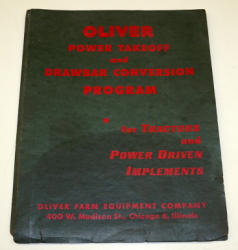 OLIVER
POWER TAKEOFF
and
DRAWBAR CONVERSION
PROGRAM
for TRACTORS
and
POWER DRIVEN
IMPLEMENTS
OLIVER FARM EQUIPMENT COMPANY
400 W. Madison St., Chicago 6, Illinois